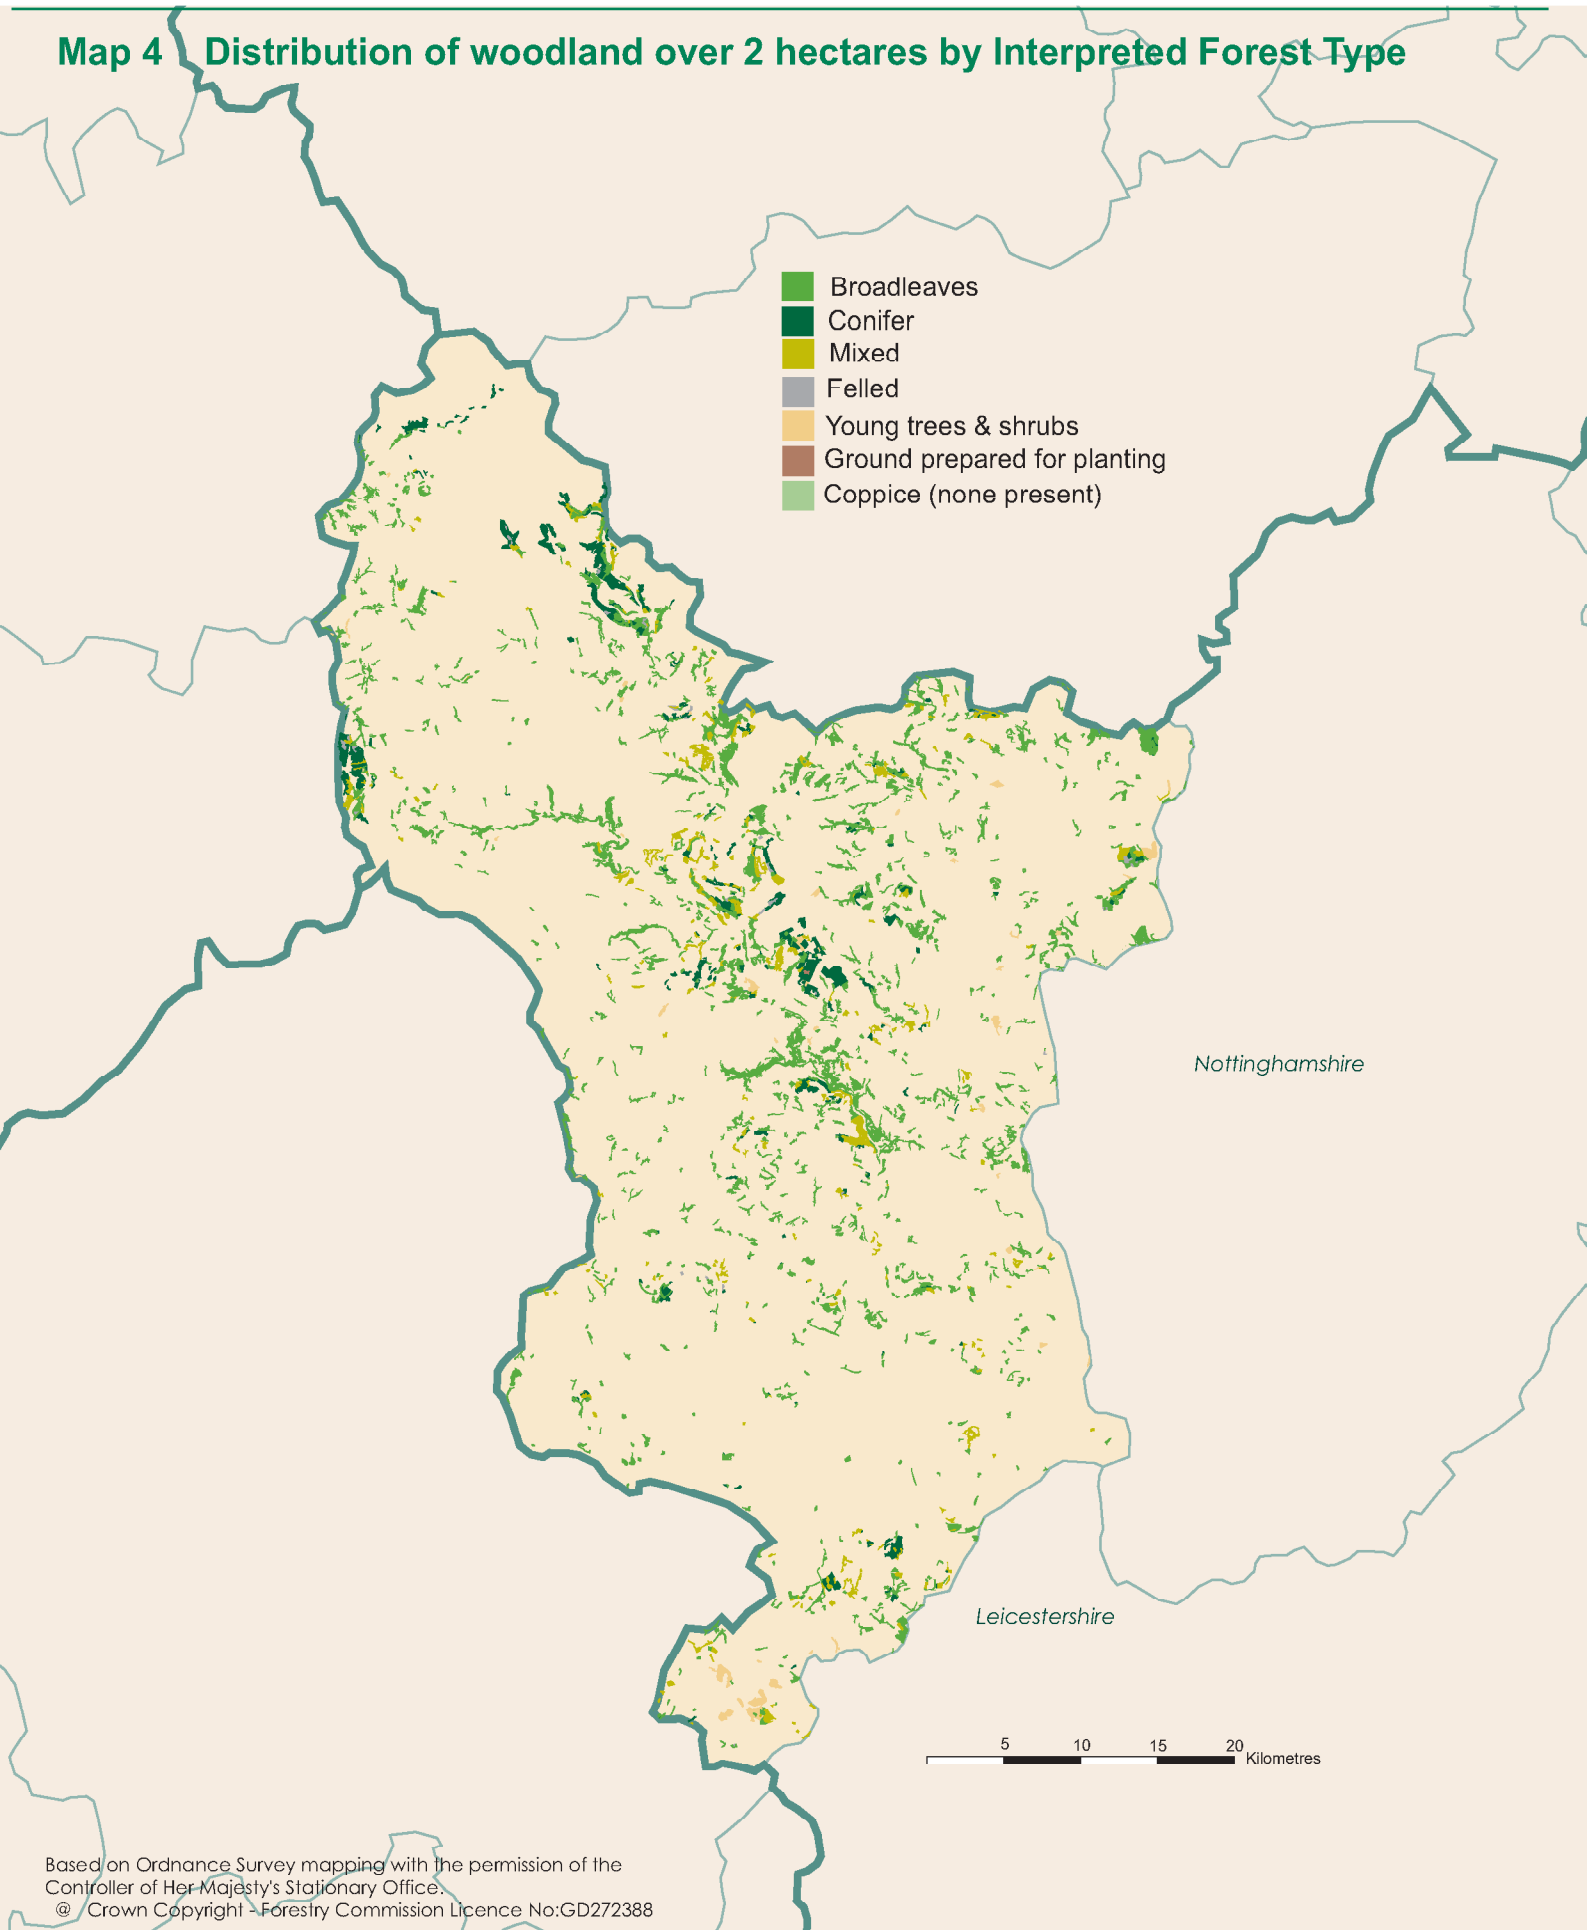 Map 4 Distribution of woodland over 2 hectares by Interpreted Forest Type
Broadleaves
Conifer
Mixed
Felled
Young trees & shrubs
Ground prepared for planting
Coppice (none present)
Nottinghamshire
Leicestershire
5 10 15 20
Kilometres
Based on Ordnance Survey mapping with the permission of the
Controller of Her Majesty's Stationary Office.
@ Crown Copyright - Forestry Commission Licence No:GD272388